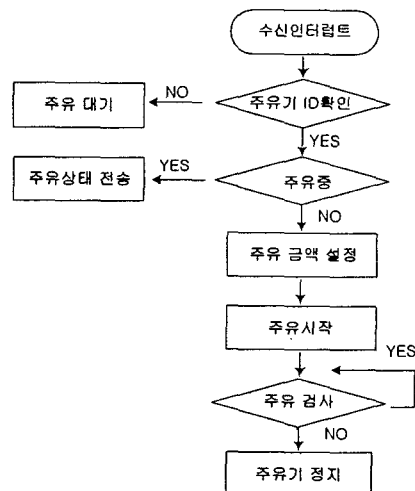 수신인터럽트
주유 대기
NO
주유기 ID확인
YES
주유상태 전송
YES
주유중
NO
주유 금액 설정
주유시작
YES
주유 검사
NO
주유기 정지